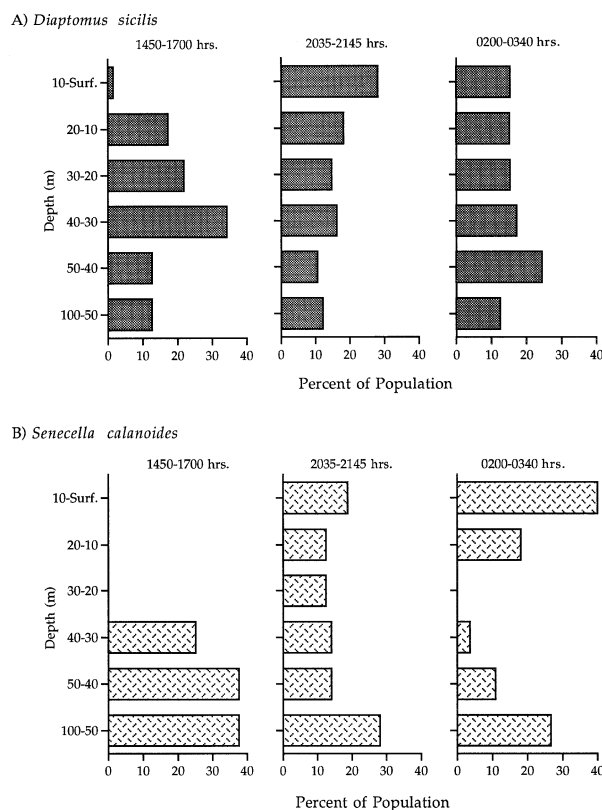 A) Diaptomus sicilis
1450-1700 hrs. 2035-2145 hrs. 0200-0340 hrs.
10-Surf.
20-10
30-20
40-30
50-40
100-50
Depth (m)
0 10 20 30 40 0 10 20 30 40 0 10 20 30 40
Percent of Population
B) Senecella calanoides
1450-1700 hrs. 2035-2145 hrs. 0200-0340 hrs.
10-Surf.
20-10
30-20
40-30
50-40
100-50
Depth (m)
0 10 20 30 40 0 10 20 30 40 0 10 20 30 40
Percent of Population